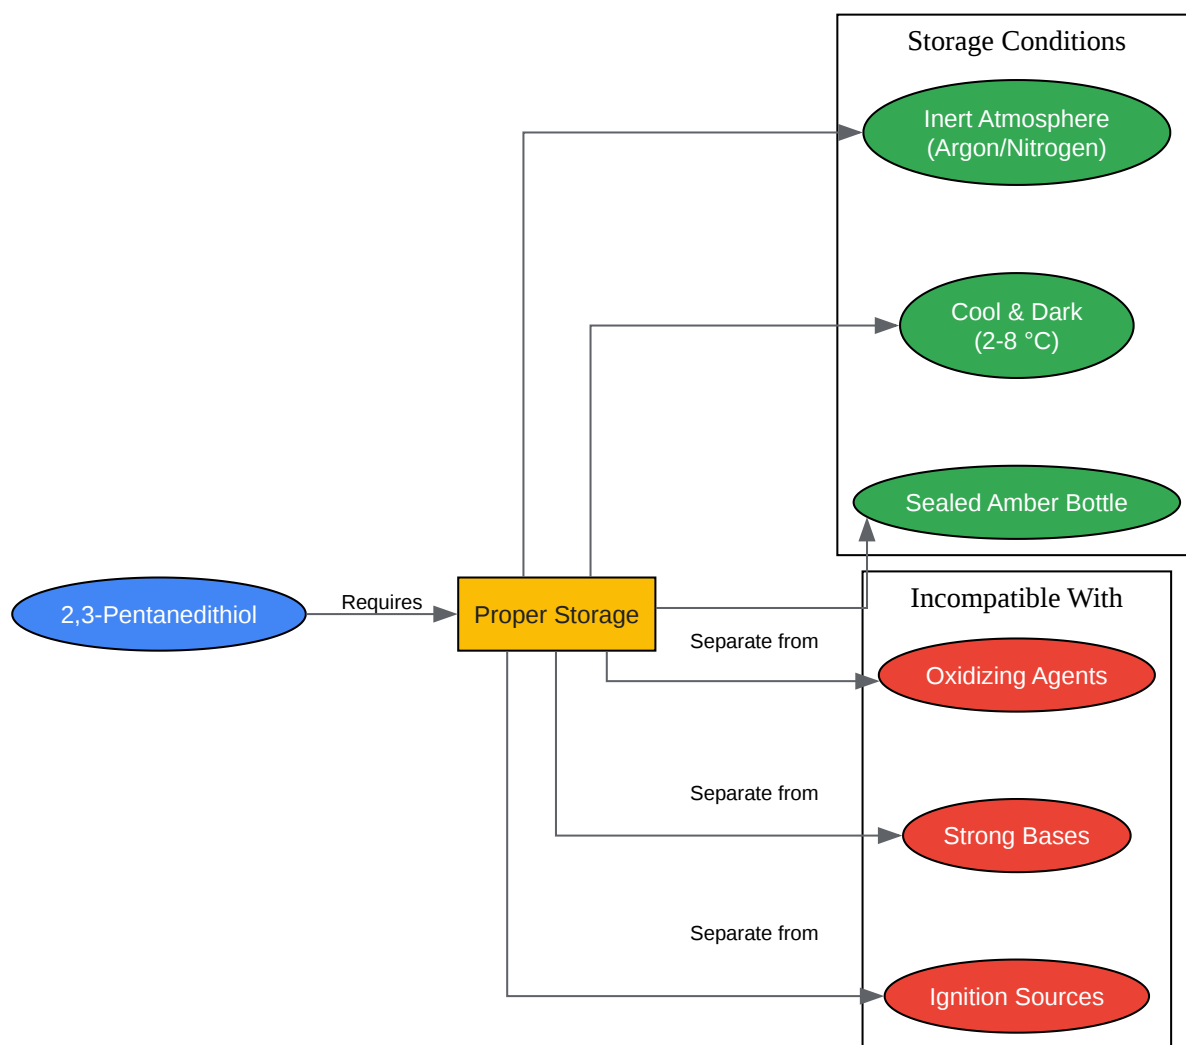 Storage Conditions
Inert Atmosphere
(Argon/Nitrogen)
Cool & Dark
(2-8 °C)
Sealed Amber Bottle
2,3-Pentanedithiol
Requires
Proper Storage
Incompatible With
Separate from
Oxidizing Agents
Separate from
Strong Bases
Separate from
Ignition Sources